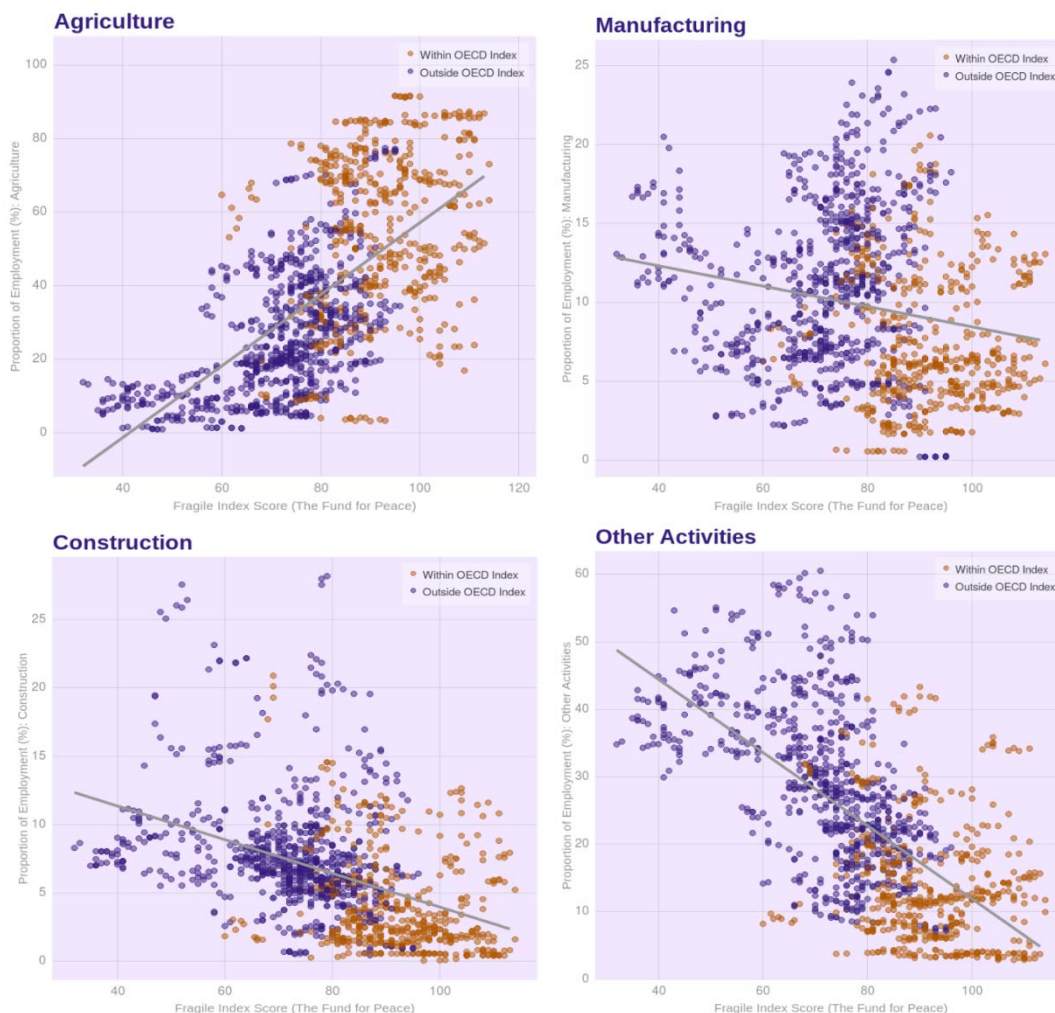 Agriculture
Within OECD Index
Outside OECD Index
100
80
60
40
20
0
Proportion of Employment (%): Agriculture
40
60
80
100
120
Fragile Index Score (The Fund for Peace)
Manufacturing
Within OECD Index
Outside OECD Index
25
20
15
10
5
0
Proportion of Employment (%): Manufacturing
40
60
80
100
Fragile Index Score (The Fund for Peace)
Construction
Within OECD Index
Outside OECD Index
25
20
15
10
5
0
Proportion of Employment (%): Construction
40
60
80
100
Fragile Index Score (The Fund for Peace)
Other Activities
Within OECD Index
Outside OECD Index
60
50
40
30
20
10
0
Proportion of Employment (%): Other Activities
40
60
80
100
Fragile Index Score (The Fund for Peace)